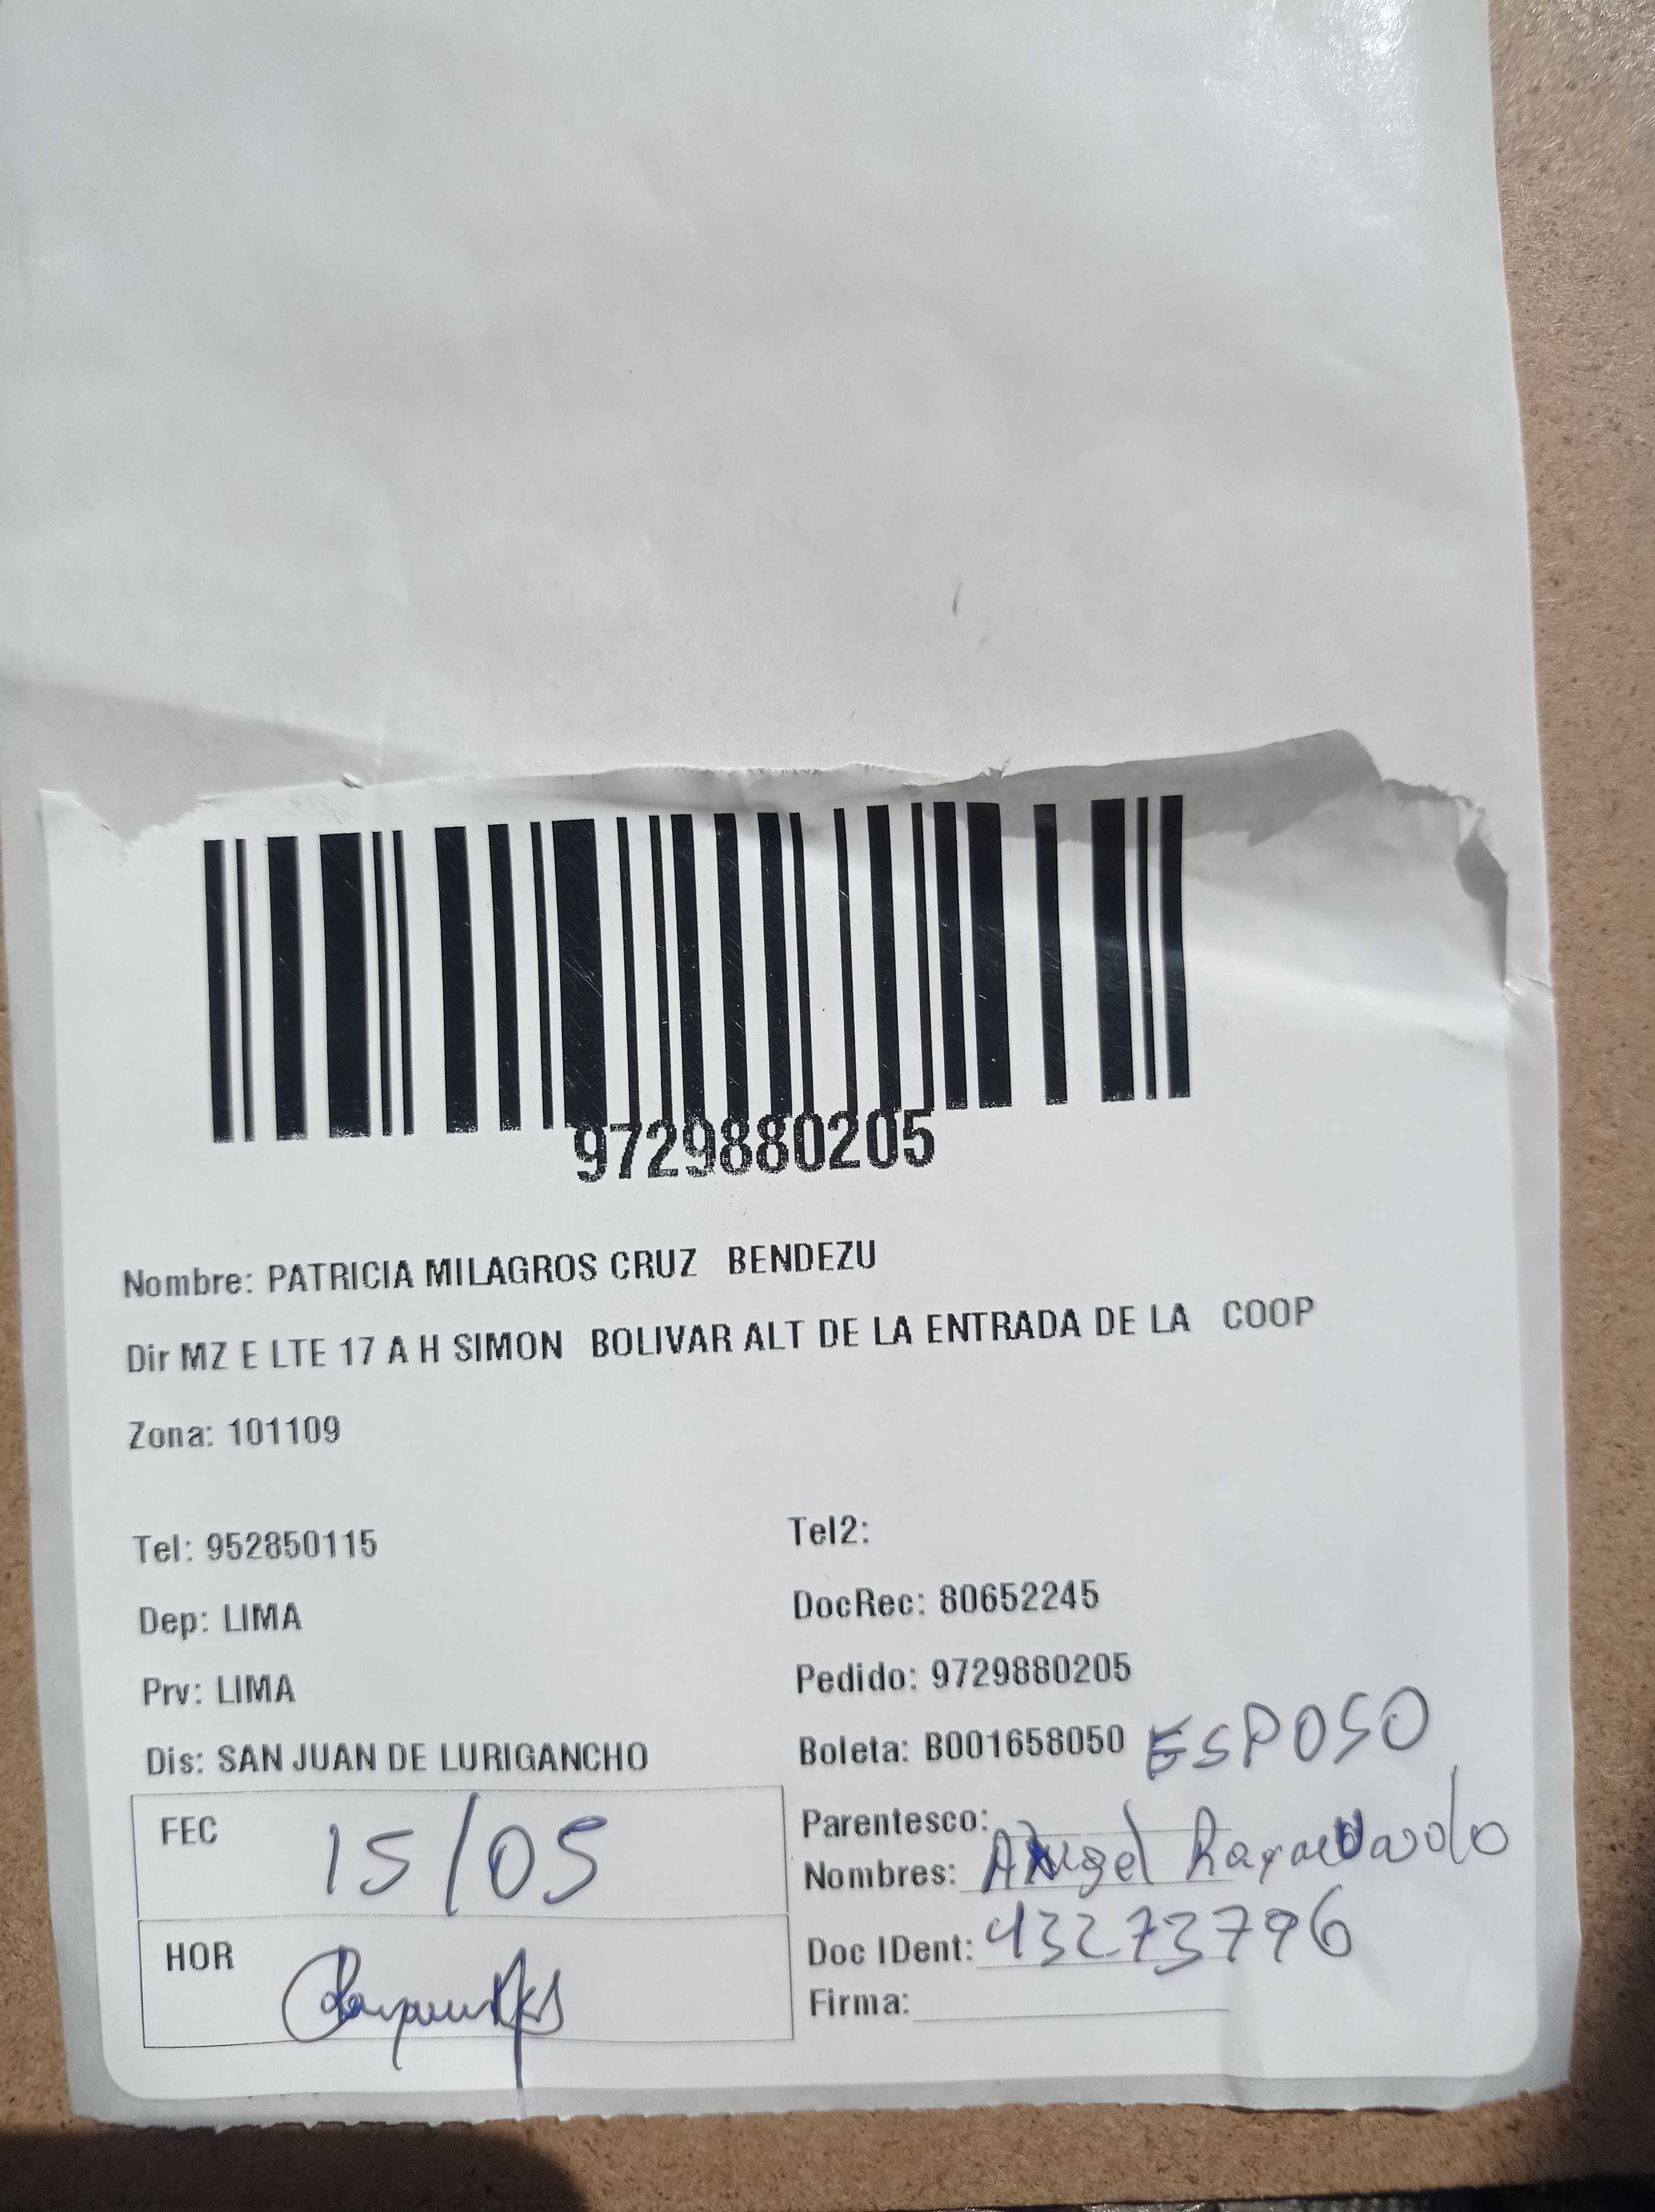 9729880205
Nombre: PATRICIA MILAGROS CRUZ BENDEZU
Dir MZ E LTE 17 A H SIMON BOLIVAR ALT DE LA ENTRADA DE LA COOP
Zona: 101109
Tel: 952850115
Tel2:
Dep: LIMA
DocRec: 80652245
Prv: LIMA
Pedido: 9729880205
Dis: SAN JUAN DE LURIGANCHO
Boleta: B001658050 ESPOSO
FEC 15/05
Parentesco:
Nombres: Angel
HOR
Doc IDent: 43273796
Firma: